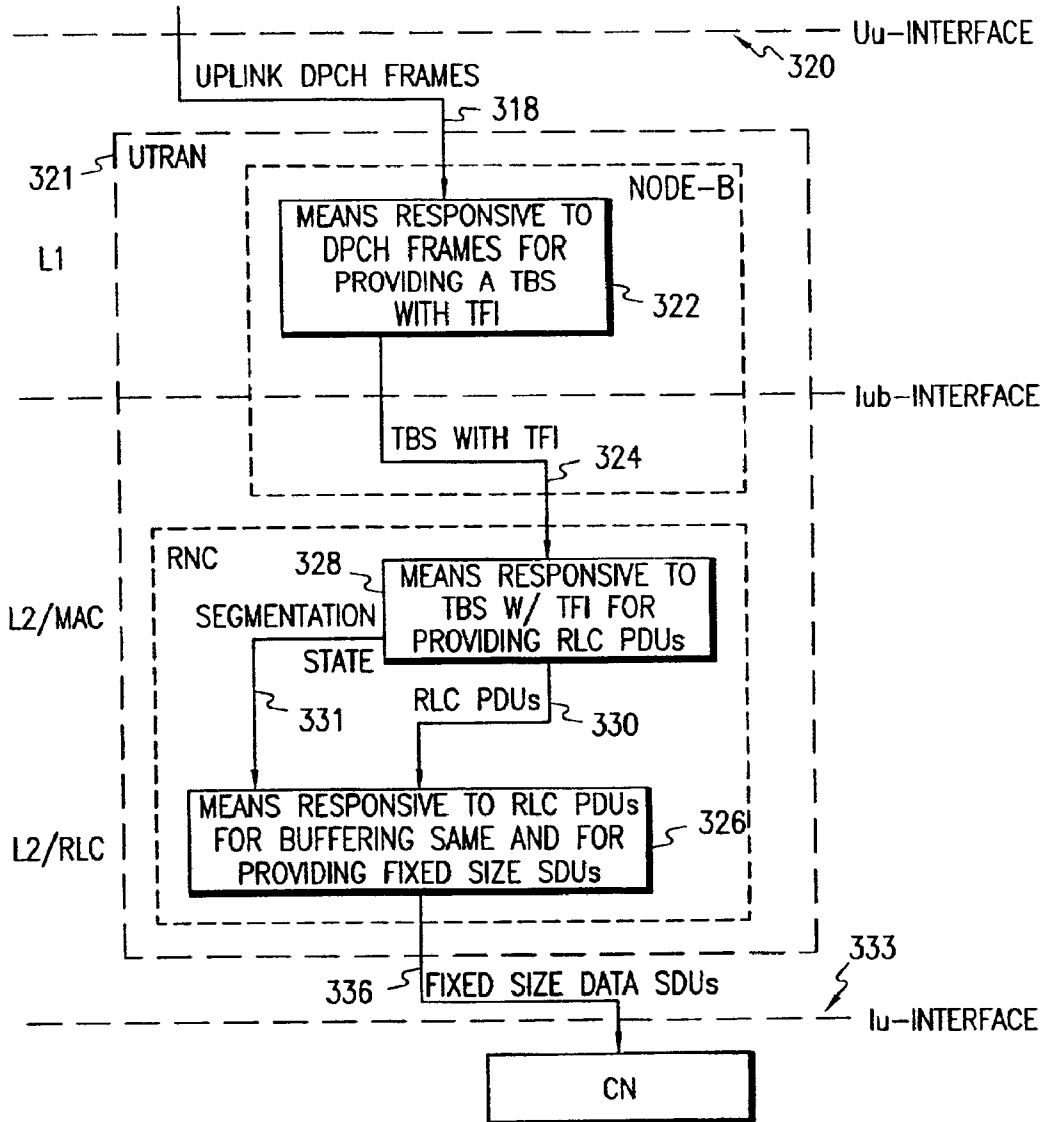 Uu-INTERFACE
320
UPLINK DPCH FRAMES
318
321
UTRAN
NODE-B
L1
MEANS RESPONSIVE TO
DPCH FRAMES FOR
PROVIDING A TBS
WITH TFI
322
Iub-INTERFACE
TBS WITH TFI
324
RNC
328
L2/MAC
SEGMENTATION
STATE
MEANS RESPONSIVE TO
TBS W/ TFI FOR
PROVIDING RLC PDUs
331
RLC PDUs
330
L2/RLC
MEANS RESPONSIVE TO RLC PDUs
FOR BUFFERING SAME AND FOR
PROVIDING FIXED SIZE SDUs
326
336
FIXED SIZE DATA SDUs
333
Iu-INTERFACE
CN